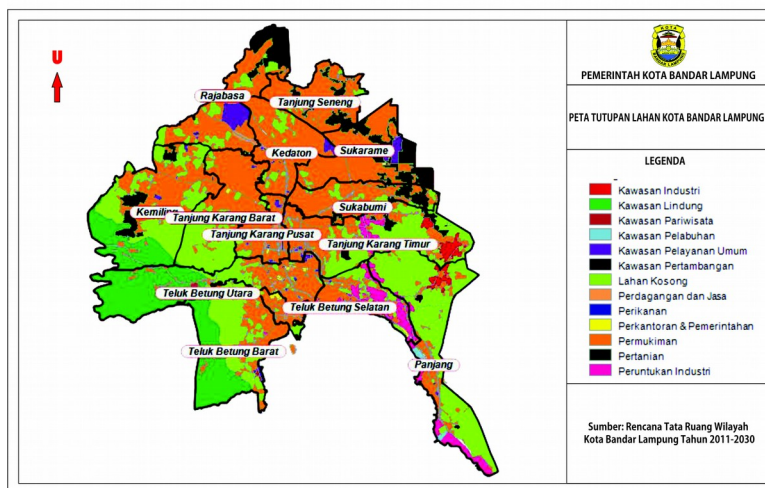 U
Rajabasa
Tanjung Seneng
Kedaton
Sukarame
Kemiling
Tanjung Karang Barat
Sukabumi
Tanjung Karang Pusat
Tanjung Karang Timur
Teluk Betung Utara
Teluk Betung Selatan
Teluk Betung Barat
Panjang
KOTA
BANDAR LAMPUNG
PEMERINTAH KOTA BANDAR LAMPUNG
PETA TUTUPAN LAHAN KOTA BANDAR LAMPUNG
LEGENDA
Kawasan Industri
Kawasan Lindung
Kawasan Pariwisata
Kawasan Pelabuhan
Kawasan Pelayanan Umum
Kawasan Pertambangan
Lahan Kosong
Perdagangan dan Jasa
Perikanan
Perkantoran & Pemerintahan
Permukiman
Pertanian
Peruntukan Industri
Sumber: Rencana Tata Ruang Wilayah
Kota Bandar Lampung Tahun 2011-2030